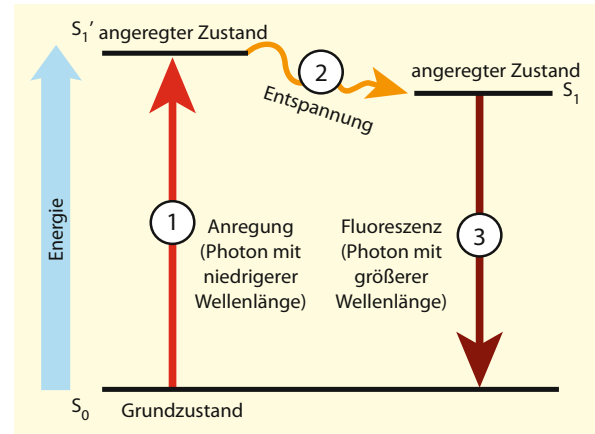 S₁′ angeregter Zustand
2
Entspannung
angeregter Zustand
S₁
Energie
1
Anregung
(Photon mit
niedrigerer
Wellenlänge)
Fluoreszenz
(Photon mit
größerer
Wellenlänge)
3
S₀
Grundzustand